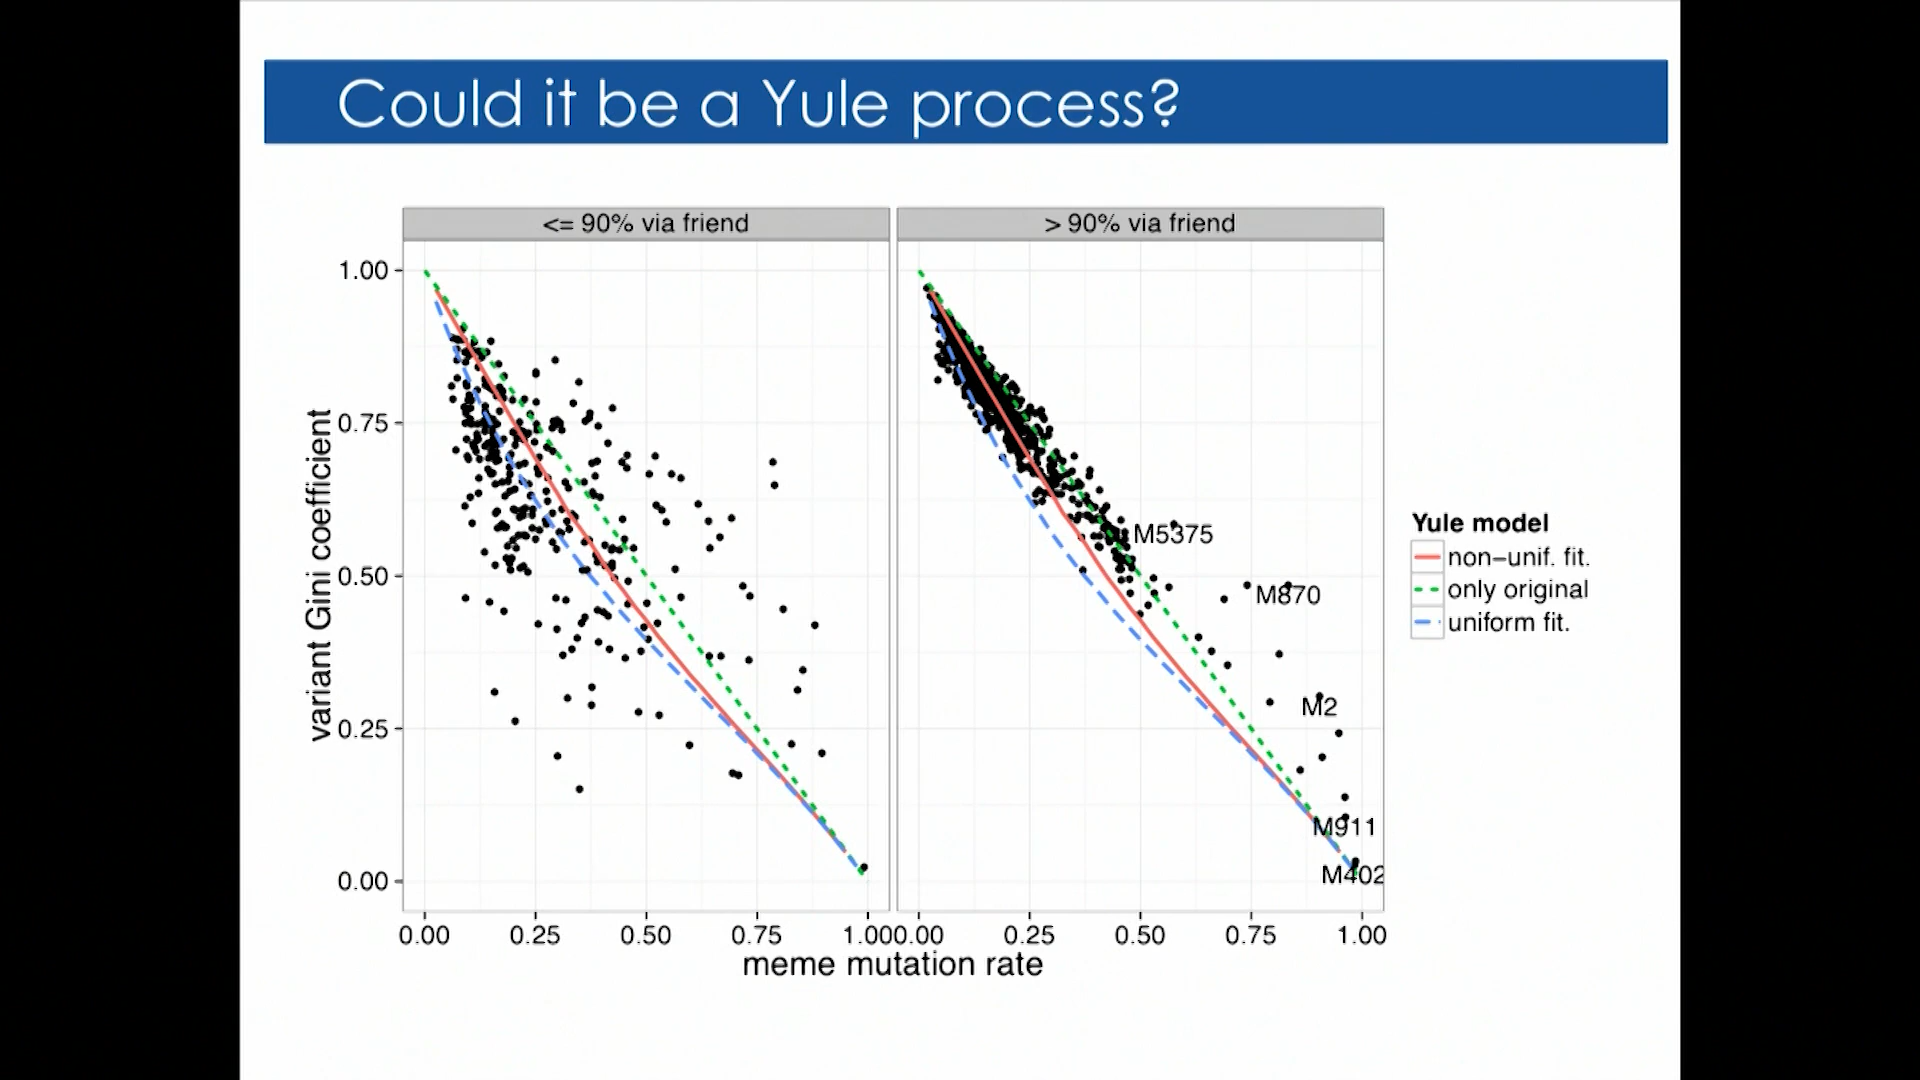 Could it be a Yule process?
<= 90% via friend
> 90% via friend
variant Gini coefficient
1.00
0.75
0.50
0.25
0.00
M5375
M870
M2
M911
M402
0.00 0.25 0.50 0.75 1.00
0.00 0.25 0.50 0.75 1.00
meme mutation rate
Yule model
non-unif. fit.
only original
uniform fit.